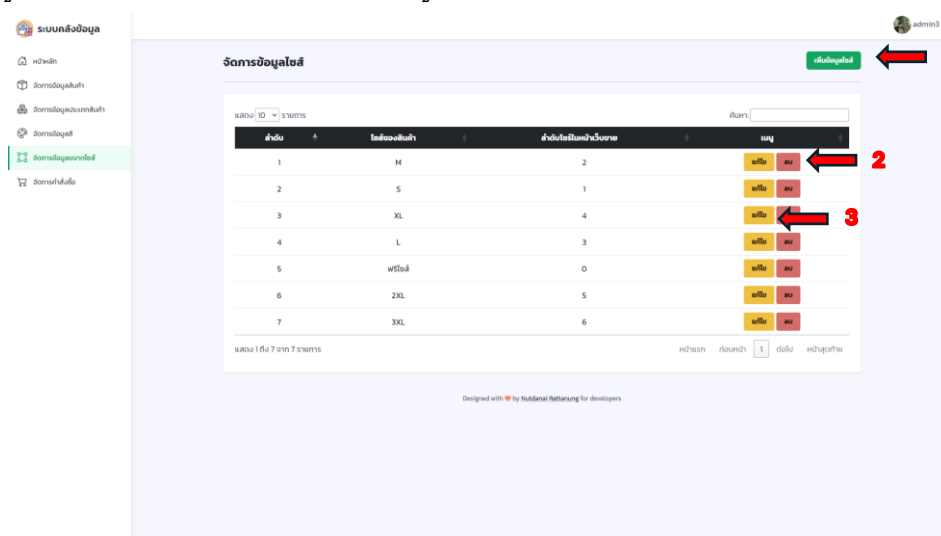 ระบบคลังข้อมูล
admin3
หน้าหลัก
จัดการข้อมูลสินค้า
จัดการข้อมูลประเภทสินค้า
จัดการข้อมูลสี
จัดการข้อมูลขนาดไซส์
จัดการคำสั่งซื้อ
จัดการข้อมูลไซส์
เพิ่มข้อมูลไซส์
แสดง 10 รายการ
ค้นหา:
ลำดับ ไซส์ของสินค้า ลำดับไซร์ในหน้าเว็บขาย เมนู
1 M 2 แก้ไข ลบ 2
2 S 1 แก้ไข ลบ
3 XL 4 แก้ไข 3
4 L 3 แก้ไข ลบ
5 ฟรีไซส์ 0 แก้ไข ลบ
6 2XL 5 แก้ไข ลบ
7 3XL 6 แก้ไข ลบ
แสดง 1 ถึง 7 จาก 7 รายการ
หน้าแรก ก่อนหน้า 1 ต่อไป หน้าสุดท้าย
Designed with ❤ by Nutdanai Rattanung for developers